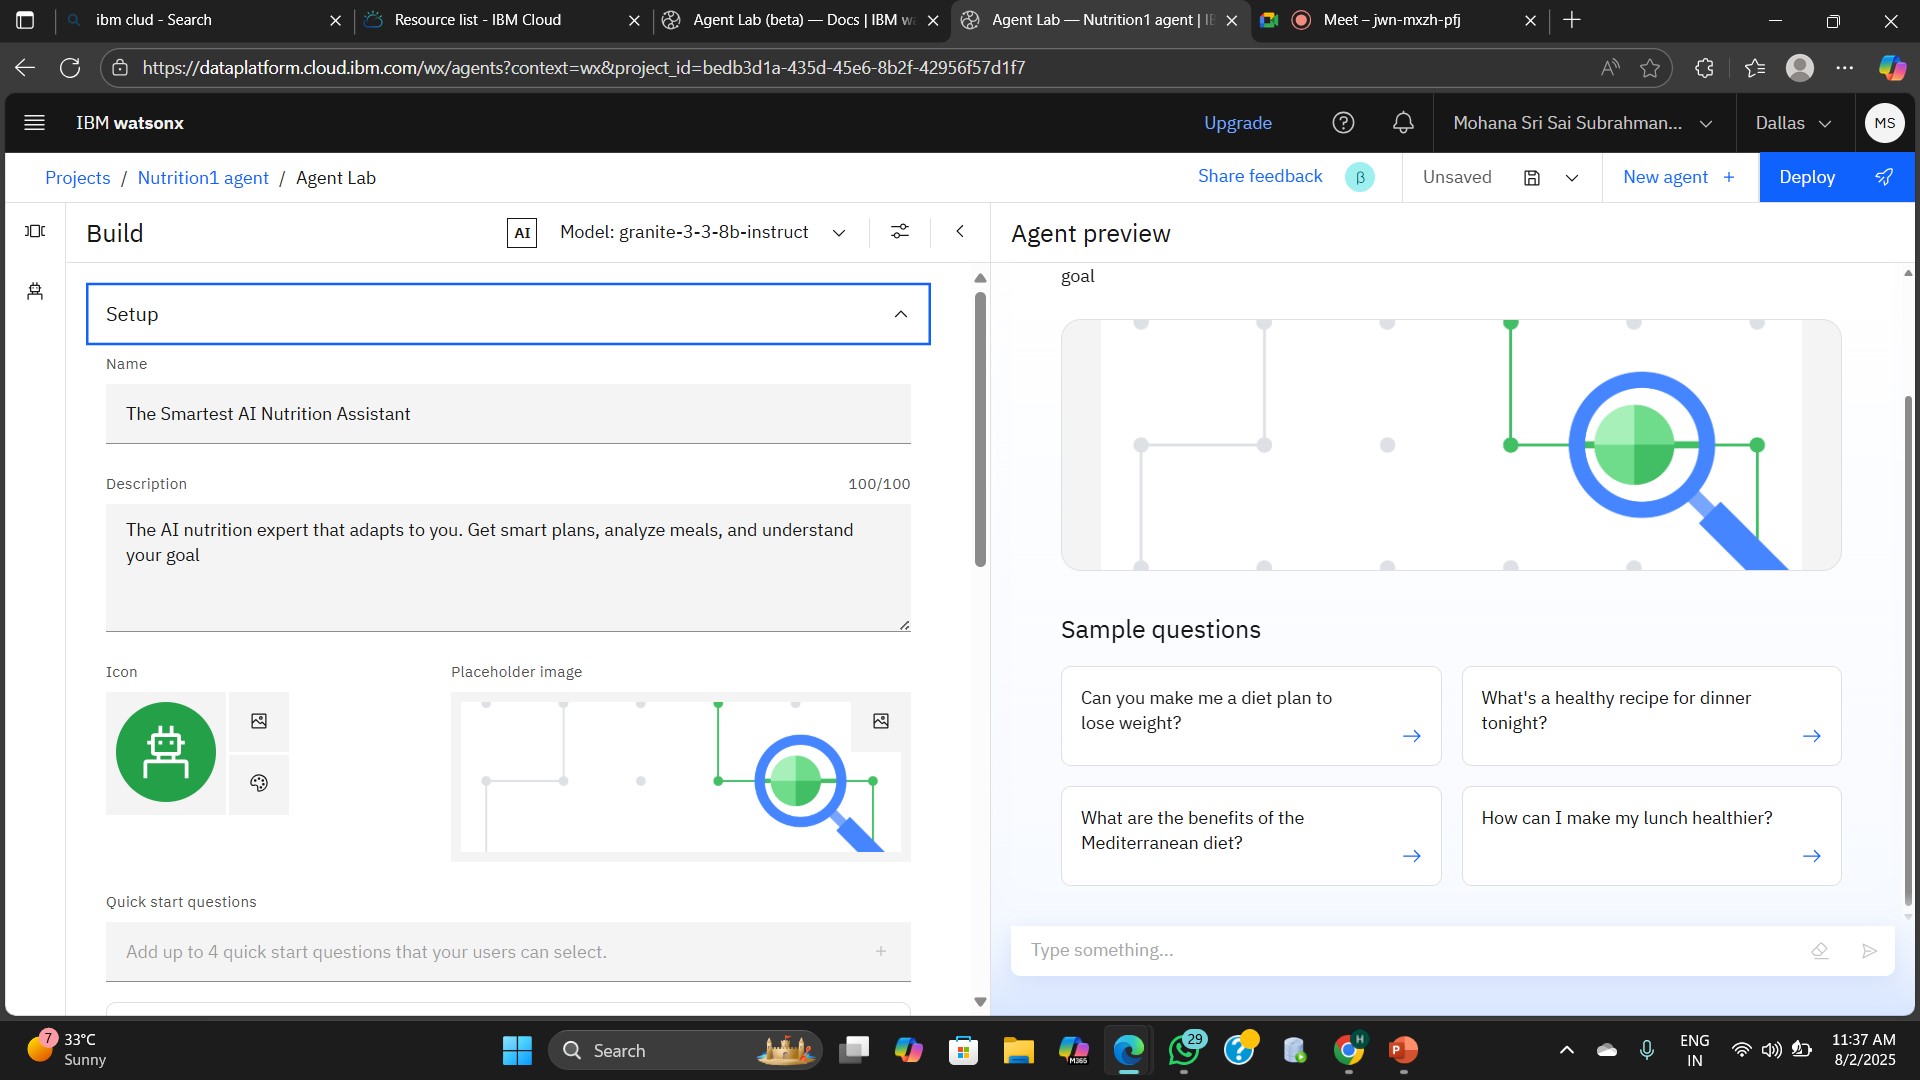 ibm clud - Search
Resource list - IBM Cloud
Agent Lab (beta) — Docs | IBM w
Agent Lab — Nutrition1 agent | I
Meet – jwn-mxzh-pfj
https://dataplatform.cloud.ibm.com/wx/agents?context=wx&project_id=bedb3d1a-435d-45e6-8b2f-42956f57d1f7
IBM watsonx
Upgrade
Mohana Sri Sai Subrahman...
Dallas
MS
Projects / Nutrition1 agent / Agent Lab
Share feedback
β
Unsaved
New agent +
Deploy
Build
AI
Model: granite-3-3-8b-instruct
Agent preview
Setup
Name
The Smartest AI Nutrition Assistant
Description
100/100
The AI nutrition expert that adapts to you. Get smart plans, analyze meals, and understand
your goal
Icon
Placeholder image
Quick start questions
Add up to 4 quick start questions that your users can select.
goal
Sample questions
Can you make me a diet plan to
lose weight?
What's a healthy recipe for dinner
tonight?
What are the benefits of the
Mediterranean diet?
How can I make my lunch healthier?
Type something...
7
33°C
Sunny
Search
M365
29
H
P
ENG
IN
11:37 AM
8/2/2025